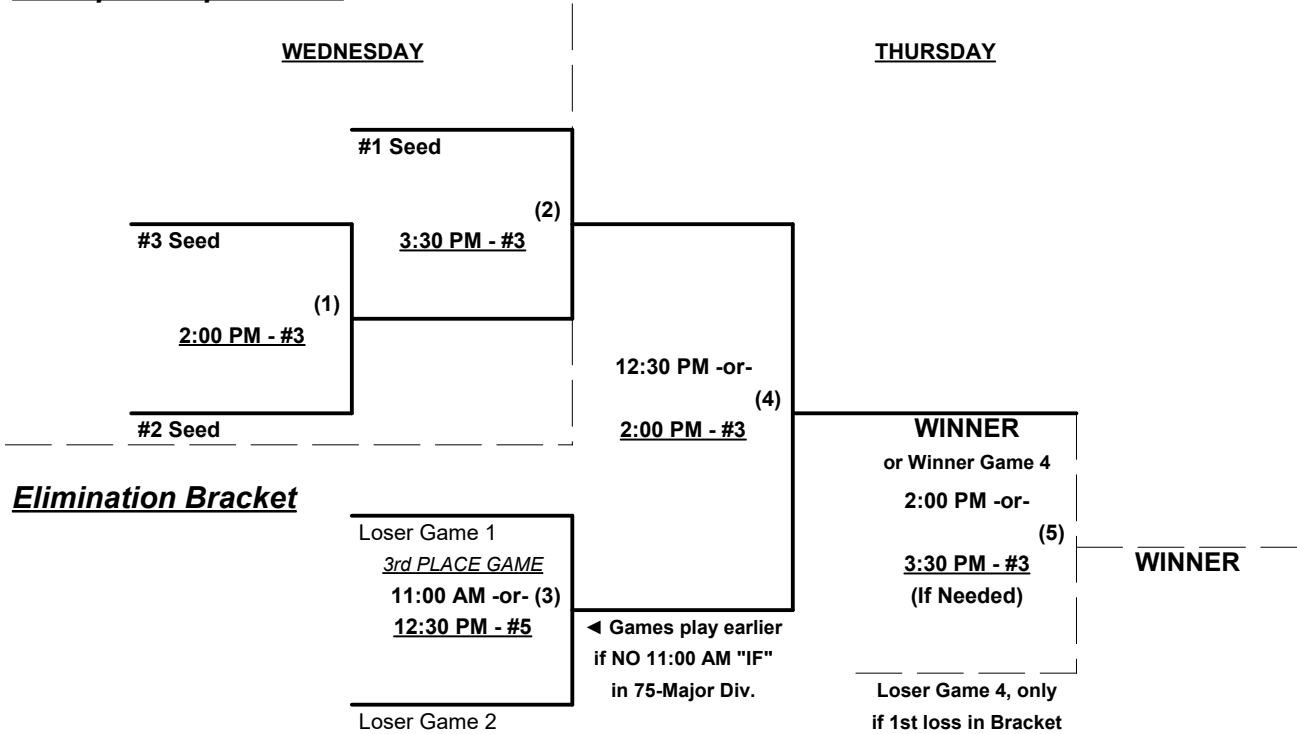 WEDNESDAY
THURSDAY
#1 Seed
(2)
#3 Seed
3:30 PM - #3
(1)
2:00 PM - #3
12:30 PM -or-
(4)
2:00 PM - #3
#2 Seed
WINNER
or Winner Game 4
2:00 PM -or-
(5)
3:30 PM - #3
(If Needed)
WINNER
Elimination Bracket
Loser Game 1
3rd PLACE GAME
11:00 AM -or- (3)
12:30 PM - #5
◄ Games play earlier
if NO 11:00 AM "IF"
in 75-Major Div.
Loser Game 2
Loser Game 4, only
if 1st loss in Bracket